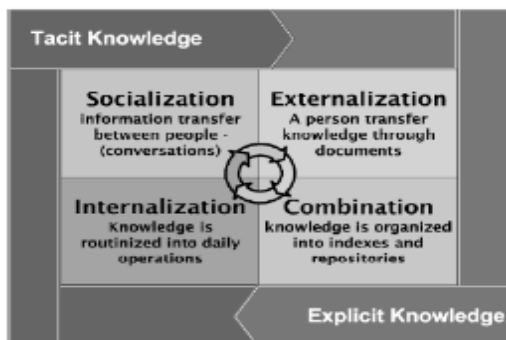 Tacit Knowledge
Socialization
information transfer
between people -
(conversations)
Externalization
A person transfer
knowledge through
documents
Internalization
Knowledge is
routinized into daily
operations
Combination
knowledge is organized
into indexes and
repositories
Explicit Knowledge